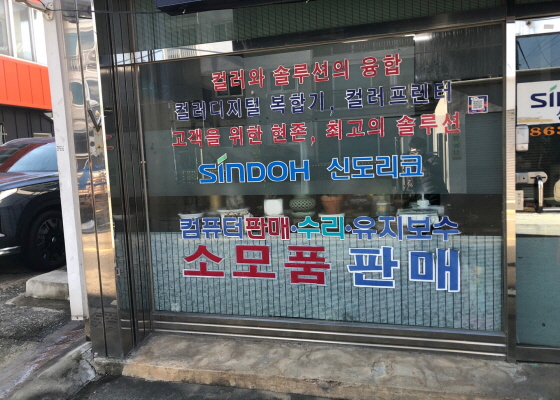 컬러와 솔루션의 융합
컬러디지털 복합기, 컬러프린터
고객을 위한 현존, 최고의 솔루션
SINDOH 신도리코
컴퓨터판매·수리·유지보수
소모품 판매